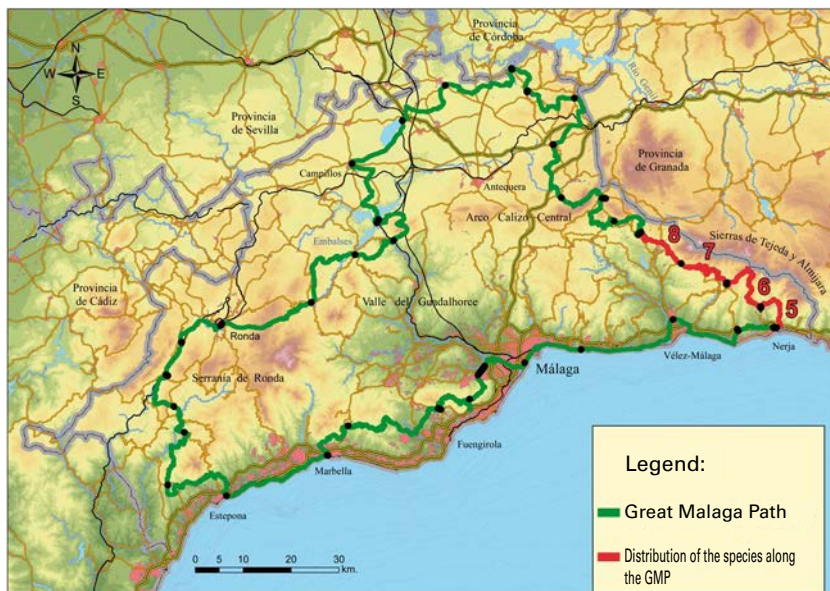 Provincia
de Córdoba
N
W E
S
Río Genil
Provincia
de Sevilla
Provincia
de Granada
Campillos
Antequera
Arco Calizo Central
Sierras de Tejeda y Almijara
8
7
6
5
Embalses
Provincia
de Cádiz
Valle del Guadalhorce
Ronda
Nerja
Vélez-Málaga
Málaga
Serranía de Ronda
Fuengirola
Marbella
Estepona
0 5 10 20 30
km.
Legend:
Great Malaga Path
Distribution of the species along
the GMP